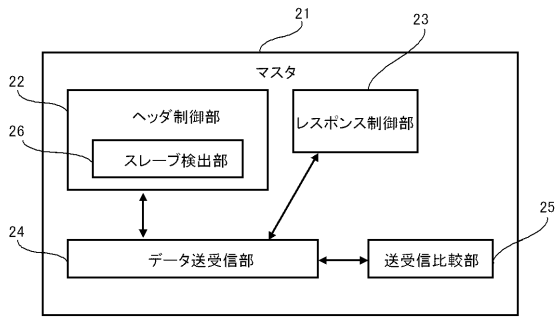 21
23
マスタ
22
ヘッダ制御部
レスポンス制御部
26
スレーブ検出部
24
データ送受信部
送受信比較部
25